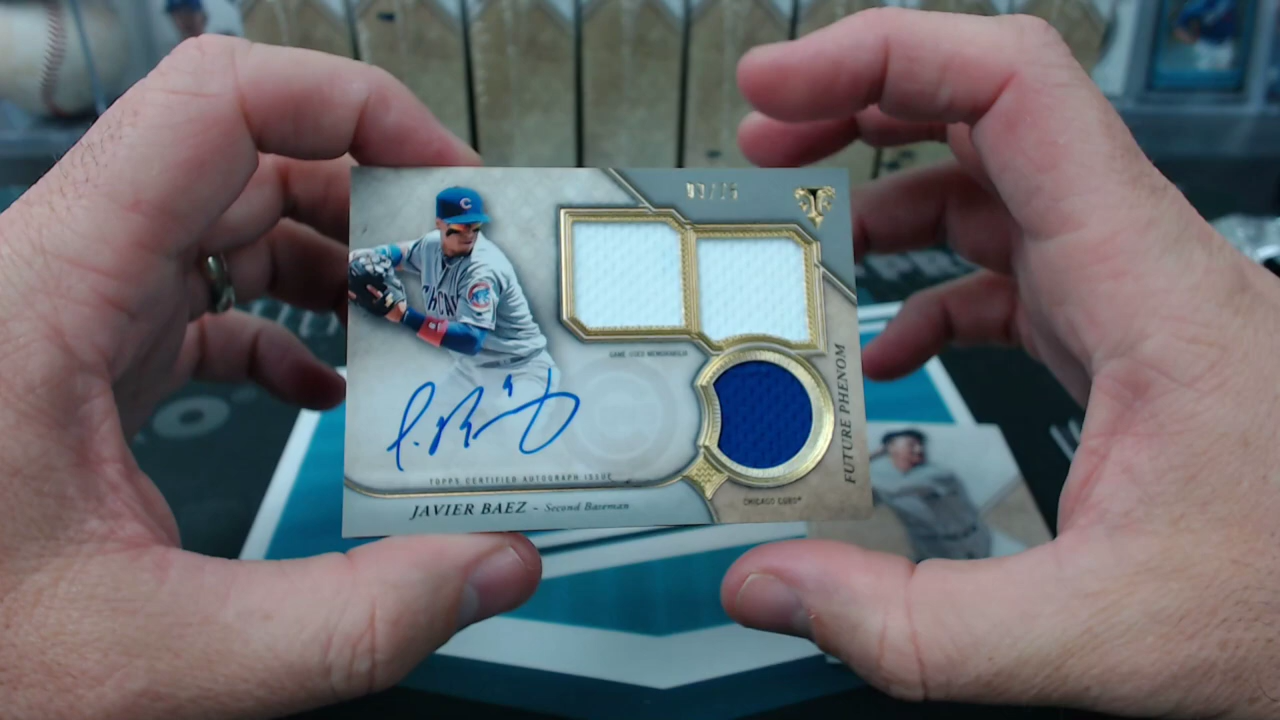 C
GAME USED MEMORABILIA
FUTURE PHENOM
TOPPS CERTIFIED AUTOGRAPH ISSUE
CHICAGO CUBS®
JAVIER BAEZ - Second Baseman